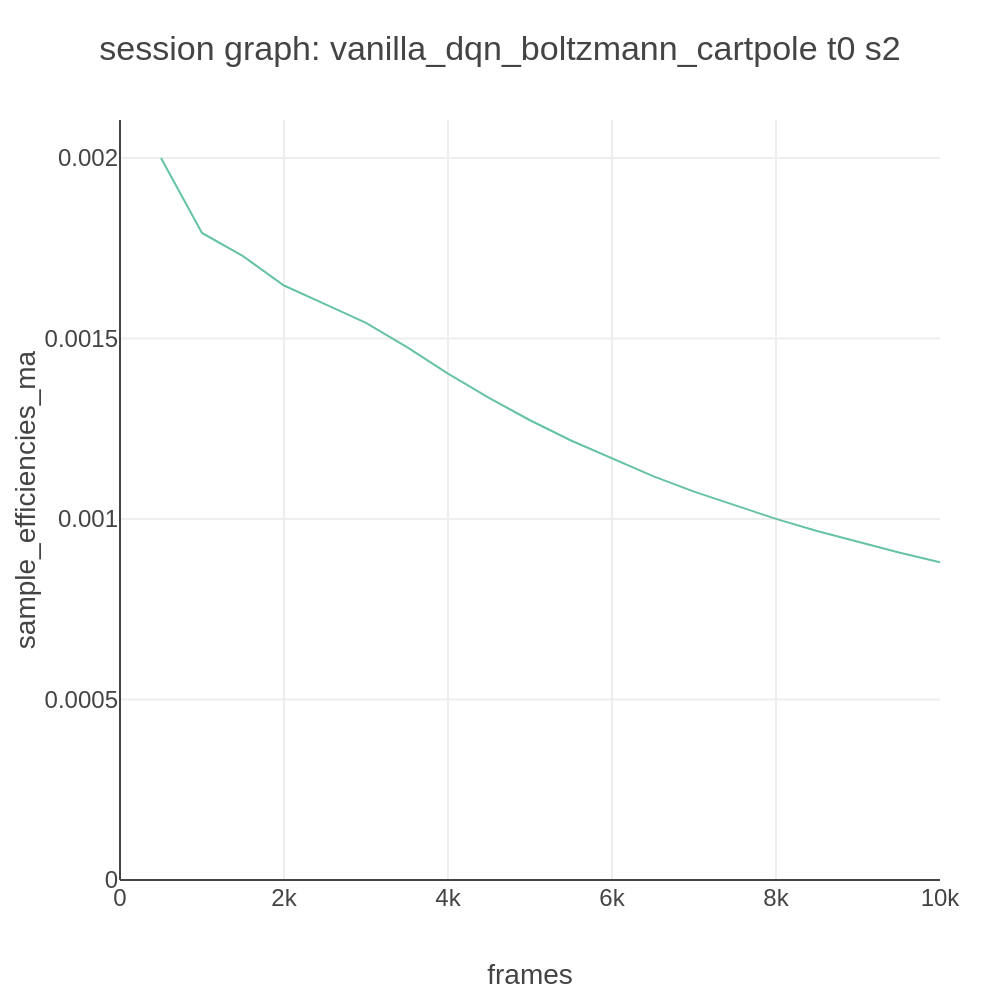 session graph: vanilla_dqn_boltzmann_cartpole t0 s2
0.002
0.0015
0.001
0.0005
0
sample_efficiencies_ma
0 2k 4k 6k 8k 10k
frames